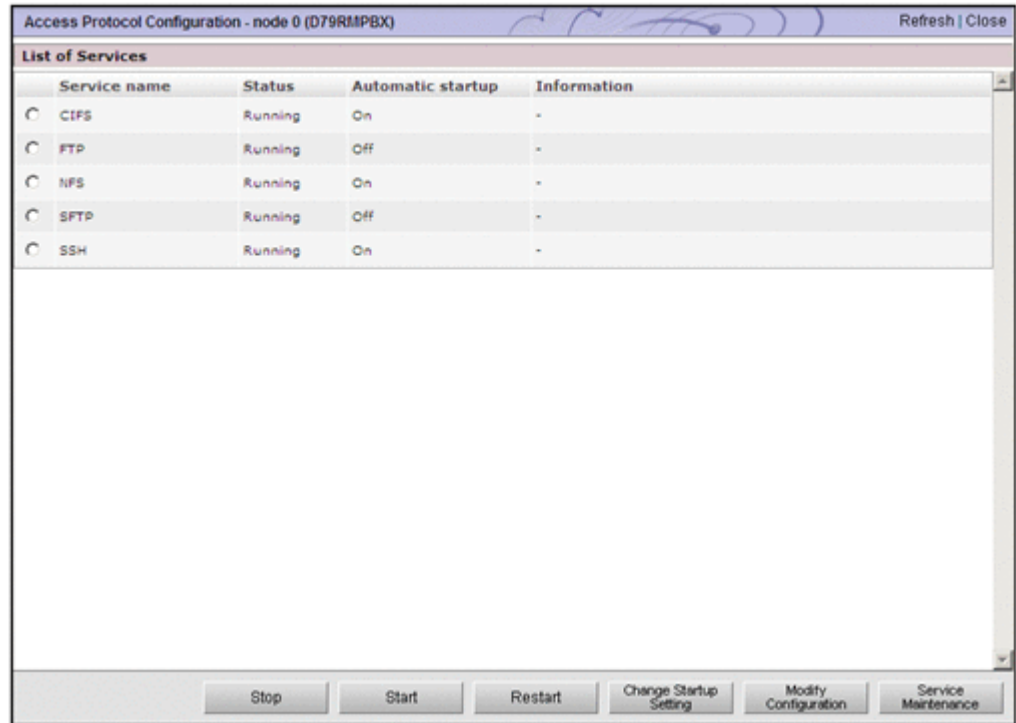 Access Protocol Configuration - node 0 (D79RMPBX) Refresh | Close
List of Services
Service name Status Automatic startup Information
CIFS Running On -
FTP Running Off -
NFS Running On -
SFTP Running Off -
SSH Running On -
Stop Start Restart Change Startup Setting Modify Configuration Service Maintenance